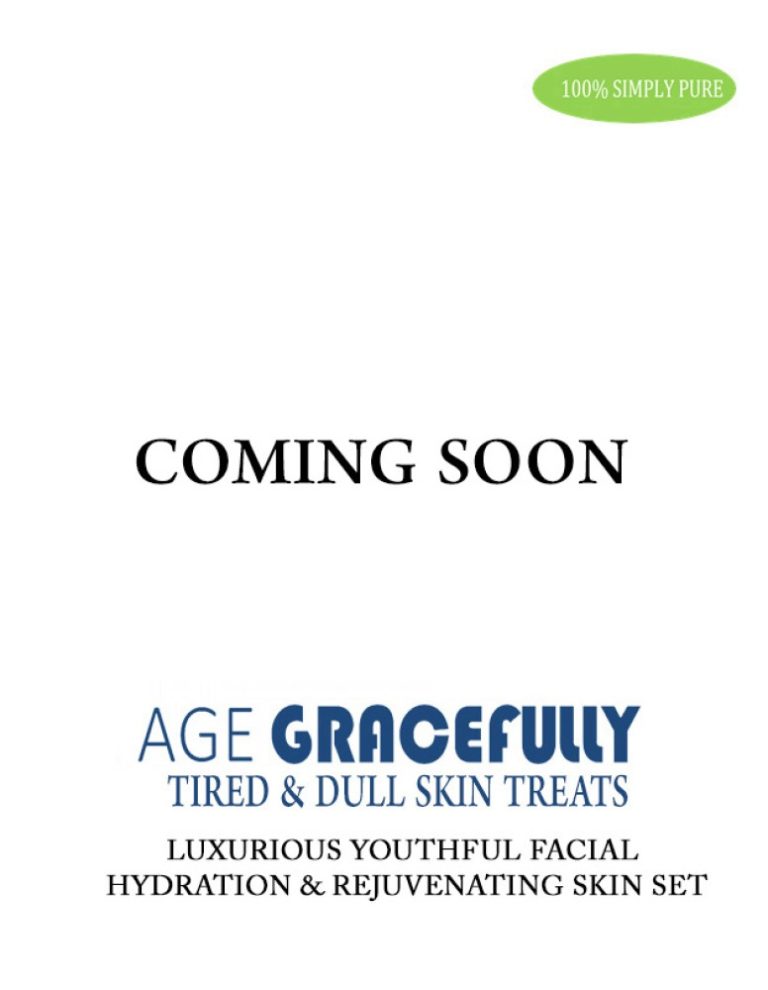 100% SIMPLY PURE
COMING SOON
AGE GRACEFULLY
TIRED & DULL SKIN TREATS
LUXURIOUS YOUTHFUL FACIAL
HYDRATION & REJUVENATING SKIN SET